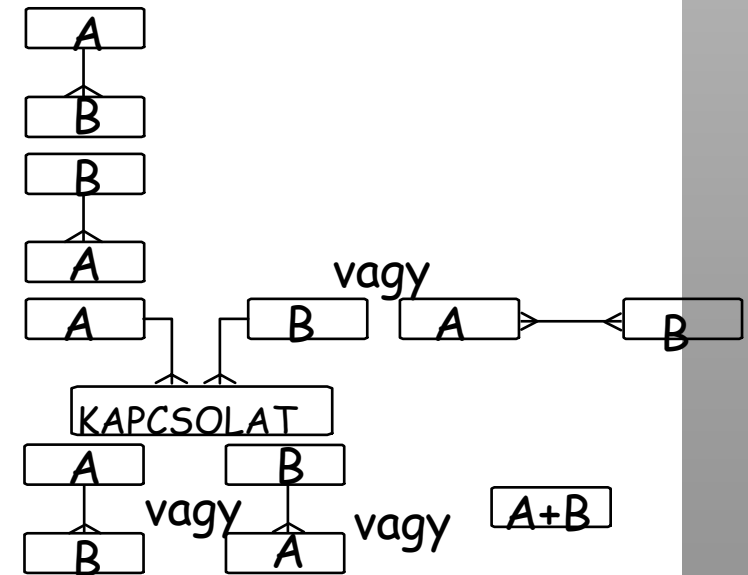 A
B
B
A
vagy
A B A B
KAPCSOLAT
A B
vagy vagy A+B
B A